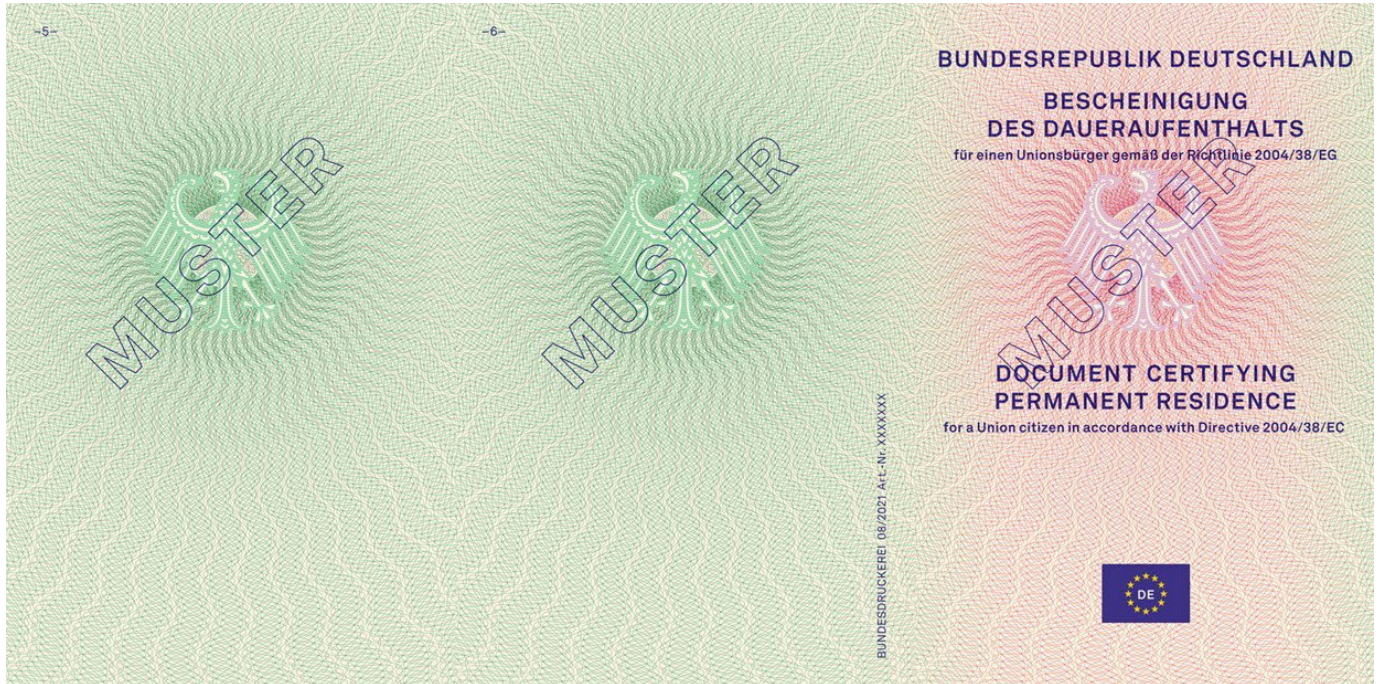 –5–
MUSTER
–6–
MUSTER
BUNDESDRUCKEREI 08/2021 Art.-Nr. XXXXXXX
BUNDESREPUBLIK DEUTSCHLAND
BESCHEINIGUNG
DES DAUERAUFENTHALTS
für einen Unionsbürger gemäß der Richtlinie 2004/38/EG
MUSTER
DOCUMENT CERTIFYING
PERMANENT RESIDENCE
for a Union citizen in accordance with Directive 2004/38/EC
DE